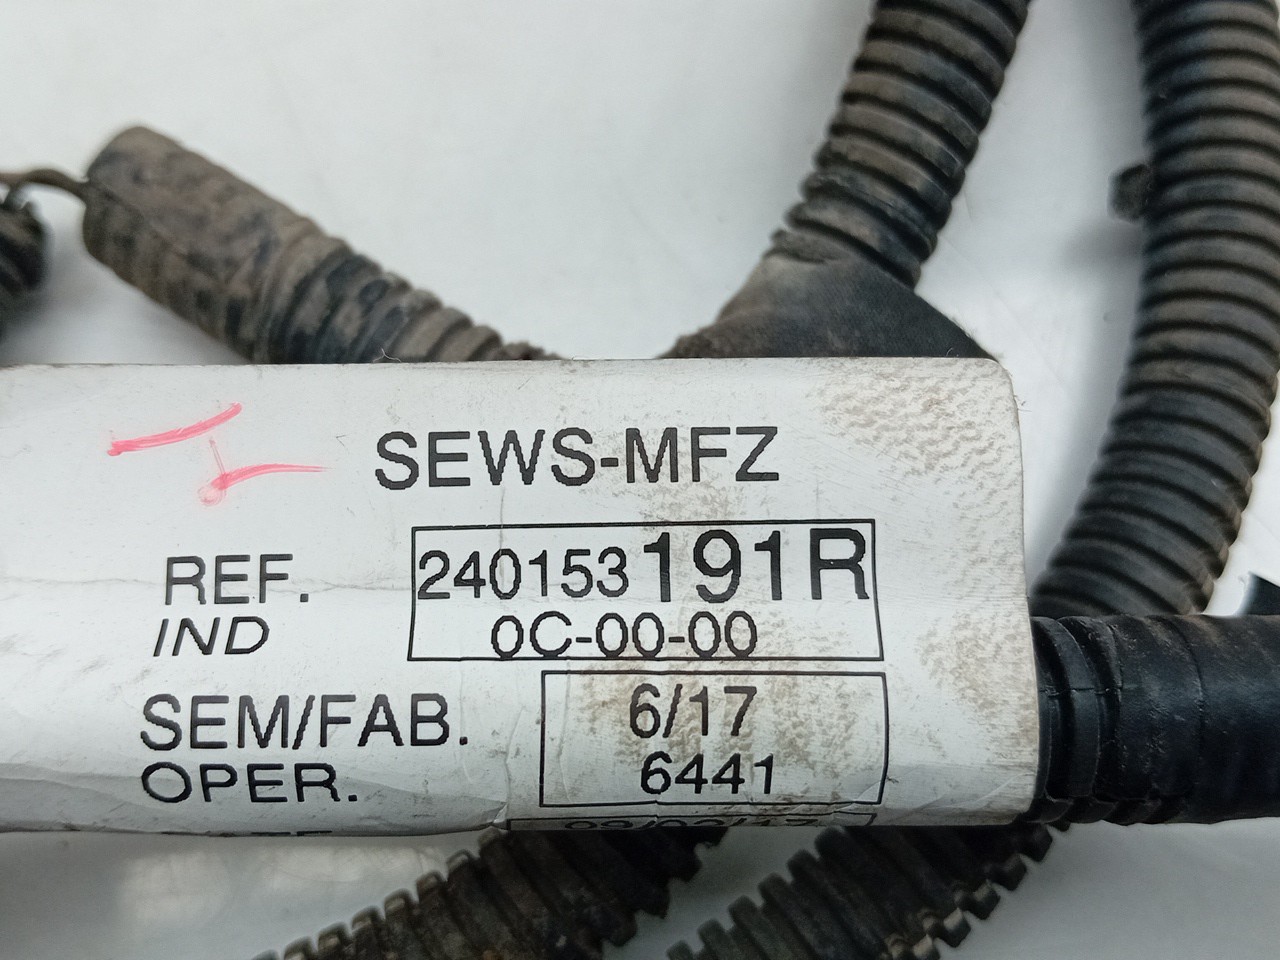 SEWS-MFZ
REF. 240153191R
IND 0C-00-00
SEM/FAB. 6/17
OPER. 6441